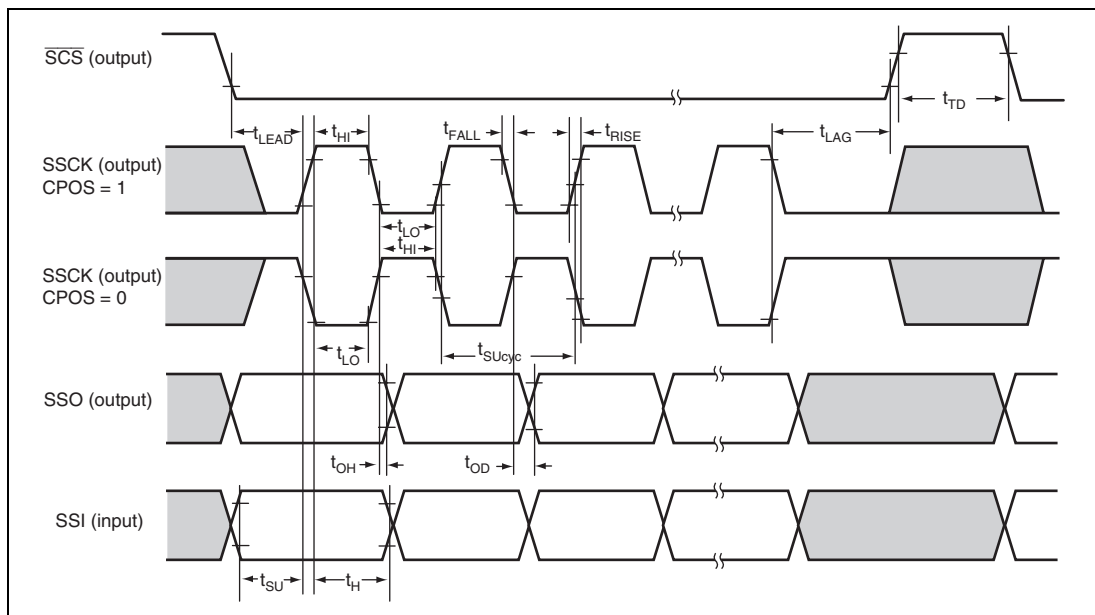 SCS (output)
tTD
tLEAD
tHI
tFALL
tRISE
tLAG
SSCK (output)
CPOS = 1
tLO
tHI
SSCK (output)
CPOS = 0
tLO
tSUcyc
SSO (output)
tOH
tOD
SSI (input)
tSU
tH